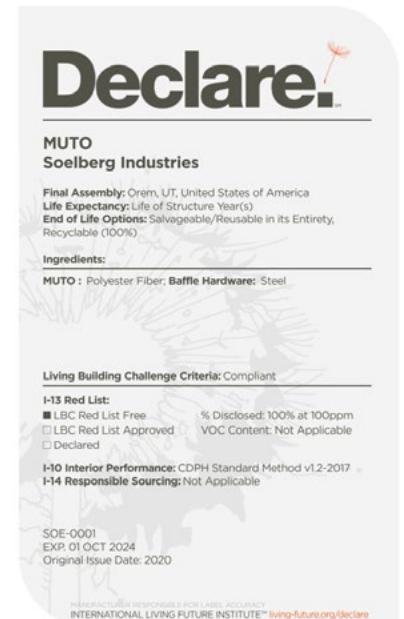 Declare.
MUTO
Soelberg Industries
Final Assembly: Orem, UT, United States of America
Life Expectancy: Life of Structure Year(s)
End of Life Options: Salvageable/Reusable in its Entirety,
Recyclable (100%)
Ingredients:
MUTO : Polyester Fiber; Baffle Hardware: Steel
Living Building Challenge Criteria: Compliant
I-13 Red List:
■ LBC Red List Free % Disclosed: 100% at 100ppm
□ LBC Red List Approved VOC Content: Not Applicable
□ Declared
I-10 Interior Performance: CDPH Standard Method v1.2-2017
I-14 Responsible Sourcing: Not Applicable
SOE-0001
EXP. 01 OCT 2024
Original Issue Date: 2020
MANUFACTURER RESPONSIBLE FOR LABEL ACCURACY
INTERNATIONAL LIVING FUTURE INSTITUTE™ living-future.org/declare